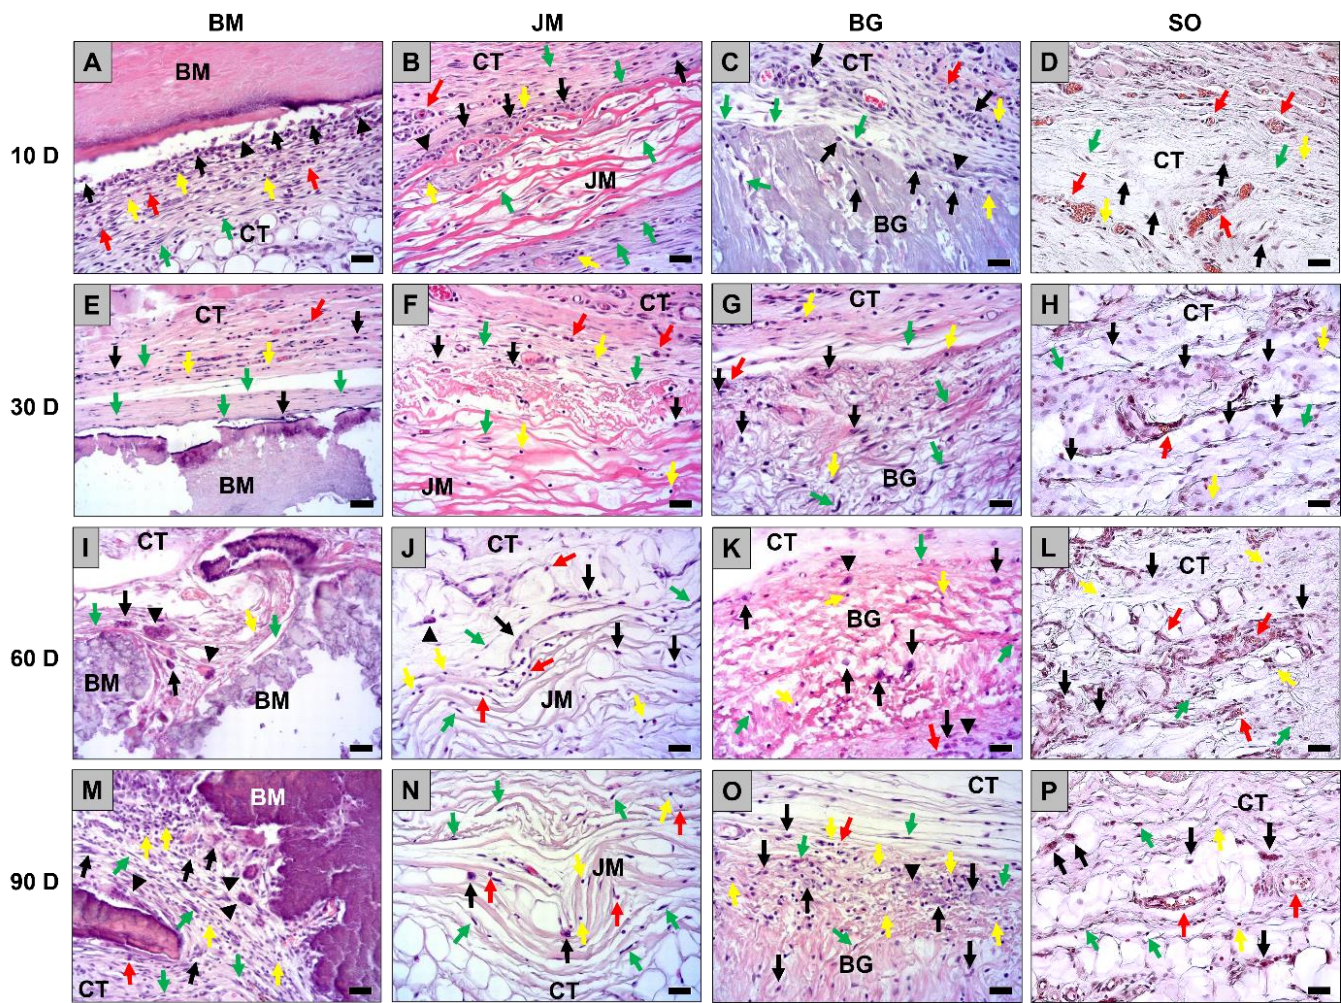 BM JM BG SO
10 D
A BM CT
B CT JM
C CT BG
D CT
30 D
E CT BM
F CT JM
G CT BG
H CT
60 D
I CT BM BM
J CT JM
K CT BG
L CT
90 D
M BM CT
N JM CT
O CT BG
P CT